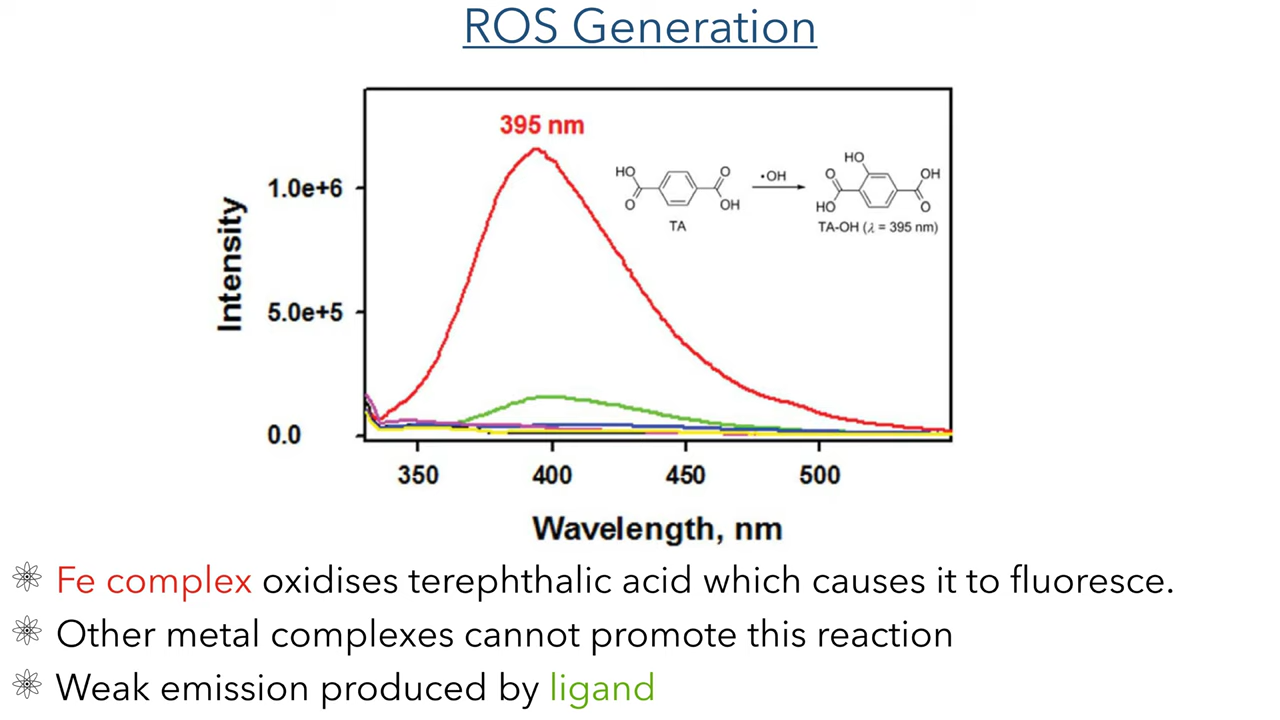 ROS Generation
395 nm
1.0e+6
5.0e+5
0.0
Intensity
350 400 450 500
Wavelength, nm
HO
O
O
OH
TA
•OH
HO
O
HO
OH
O
TA-OH (λ = 395 nm)
Fe complex oxidises terephthalic acid which causes it to fluoresce.
Other metal complexes cannot promote this reaction
Weak emission produced by ligand